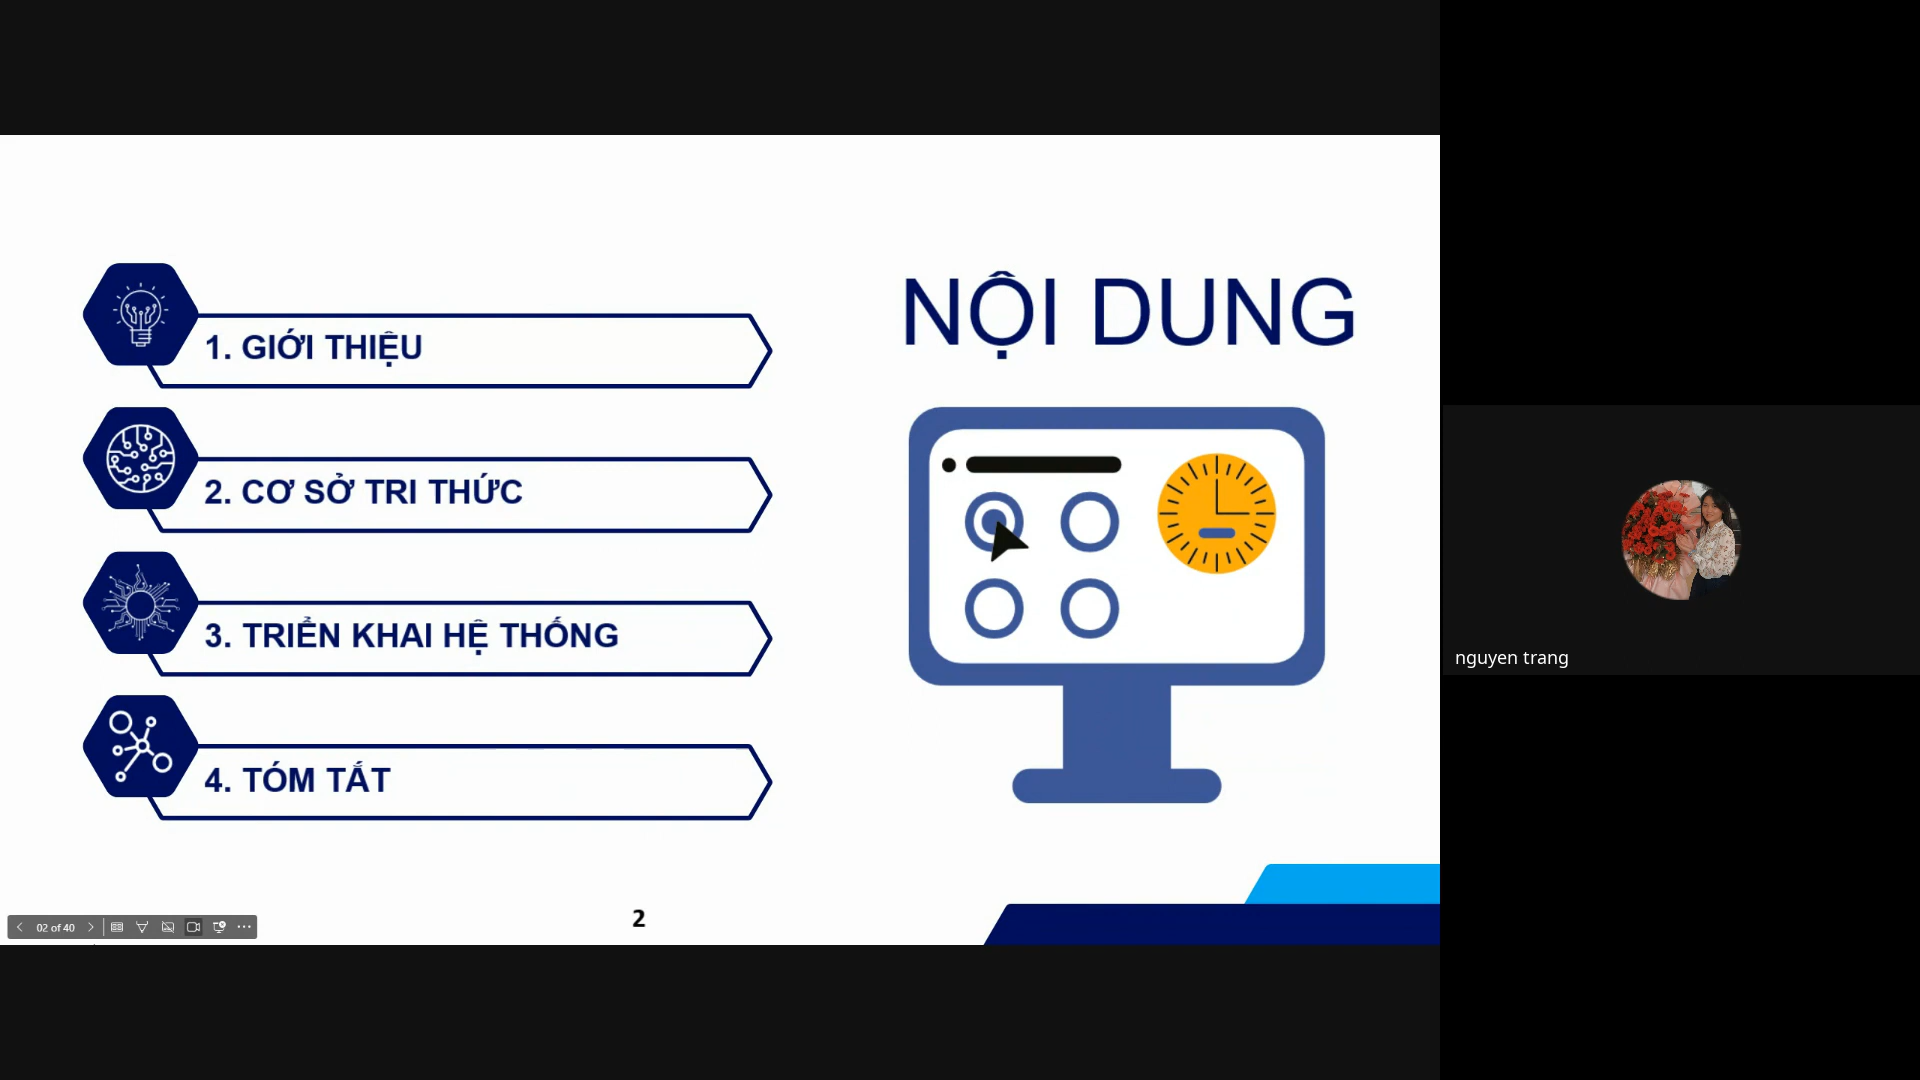 NỘI DUNG
1. GIỚI THIỆU
2. CƠ SỞ TRI THỨC
3. TRIỂN KHAI HỆ THỐNG
4. TÓM TẮT
2
02 of 40
nguyen trang